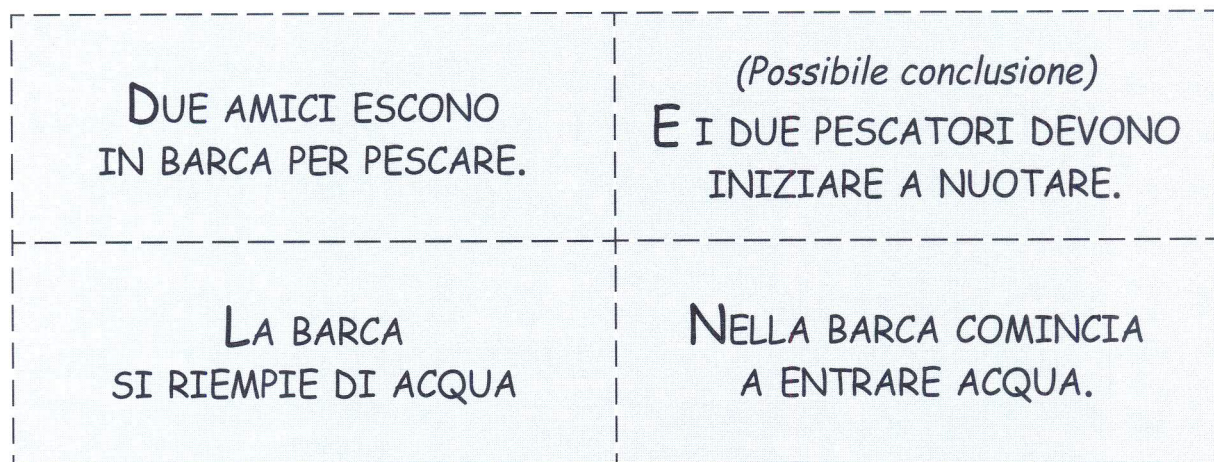 DUE AMICI ESCONO
IN BARCA PER PESCARE.
(Possibile conclusione)
E I DUE PESCATORI DEVONO
INIZIARE A NUOTARE.
LA BARCA
SI RIEMPIE DI ACQUA
NELLA BARCA COMINCIA
A ENTRARE ACQUA.